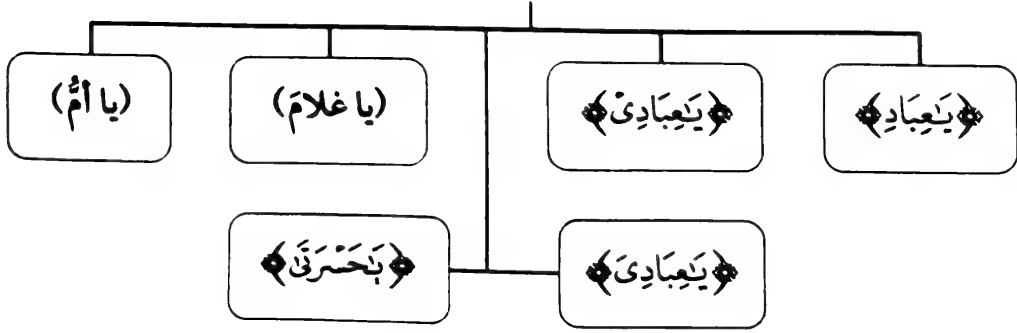 ﴿يَـٰعِبَادِ﴾ ﴿يَـٰعِبَادِىْ﴾ (يا غلامَ) (يا أمُّ)
﴿يَـٰعِبَادِىَ﴾ ﴿يَـٰحَسْرَتَىٰ﴾